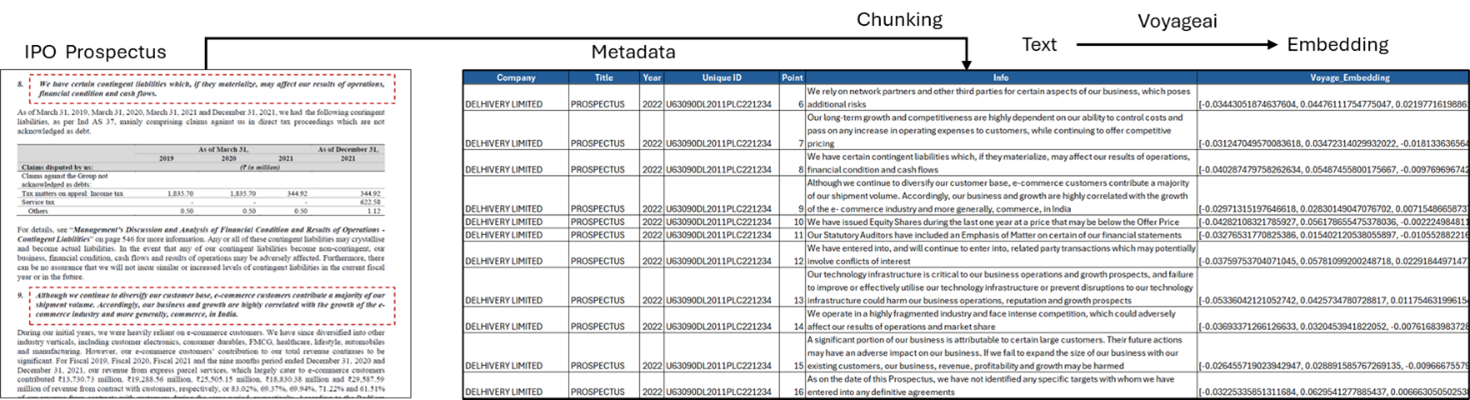 Chunking
Voyageai
IPO Prospectus
Metadata
Text
Embedding
8. We have certain contingent liabilities which, if they materialize, may affect our results of operations,
financial condition and cash flows.
As of March 31, 2019, March 31, 2020, March 31, 2021 and December 31, 2021, we had the following contingent
liabilities, as per Ind AS 37, mainly comprising claims against us in direct tax proceedings which are not
acknowledged as debt.
As of March 31, As of December 31,
2019 2020 2021 2021
Claims disputed by us: (₹ in million)
Claims against the Group not
acknowledged as debts:
Tax matters on appeal Income tax 1,835.70 1,835.70 344.92 344.92
Service tax - - - 622.58
Others 0.50 0.50 0.50 1.12
For details, see “Management's Discussion and Analysis of Financial Condition and Results of Operations -
Contingent Liabilities” on page 546 for more information. Any or all of these contingent liabilities may crystallise
and become actual liabilities. In the event that any of our contingent liabilities become non-contingent, our
business, financial condition, cash flows and results of operations may be adversely affected. Furthermore, there
can be no assurance that we will not incur similar or increased levels of contingent liabilities in the current fiscal
year or in the future.
9. Although we continue to diversify our customer base, e-commerce customers contribute a majority of our
shipment volume. Accordingly, our business and growth are highly correlated with the growth of the e-
commerce industry and more generally, commerce, in India.
During our initial years, we were heavily reliant on e-commerce customers. We have since diversified into other
industry verticals, including customer electronics, consumer durables, FMCG, healthcare, lifestyle, automobiles
and manufacturing. However, our e-commerce customers' contribution to our total revenue continues to be
significant. For Fiscal 2019, Fiscal 2020, Fiscal 2021 and the nine months period ended December 31, 2020 and
December 31, 2021, our revenue from express parcel services, which largely cater to e-commerce customers
contributed ₹13,730.73 million, ₹19,288.56 million, ₹25,505.15 million, ₹18,830.38 million and ₹29,587.59
million of revenue from contract with customers, respectively, or 83.02%, 69.37%, 69.94%, 71.22% and 61.51%
Company Title Year Unique ID Point Info Voyage_Embedding
We rely on network partners and other third parties for certain aspects of our business, which poses
DELHIVERY LIMITED PROSPECTUS 2022 U63090DL2011PLC221234 6 additional risks [-0.03443051874637604, 0.04476111754775047, 0.0219771619886
Our long-term growth and competitiveness are highly dependent on our ability to control costs and
pass on any increase in operating expenses to customers, while continuing to offer competitive
DELHIVERY LIMITED PROSPECTUS 2022 U63090DL2011PLC221234 7 pricing [-0.031247049570083618, 0.03472314029932022, -0.018133636564
We have certain contingent liabilities which, if they materialize, may affect our results of operations,
DELHIVERY LIMITED PROSPECTUS 2022 U63090DL2011PLC221234 8 financial condition and cash flows [-0.040287479758262634, 0.05487455800175667, -0.009769696742
Although we continue to diversify our customer base, e-commerce customers contribute a majority
of our shipment volume. Accordingly, our business and growth are highly correlated with the growth
DELHIVERY LIMITED PROSPECTUS 2022 U63090DL2011PLC221234 9 of the e- commerce industry and more generally, commerce, in India [-0.02971315197646618, 0.02830149047076702, 0.00715486658737
DELHIVERY LIMITED PROSPECTUS 2022 U63090DL2011PLC221234 10 We have issued Equity Shares during the last one year at a price that may be below the Offer Price [-0.04282108321785927, 0.056178655475378036, -0.002224984811
DELHIVERY LIMITED PROSPECTUS 2022 U63090DL2011PLC221234 11 Our Statutory Auditors have included an Emphasis of Matter on certain of our financial statements [-0.03276531770825386, 0.015402120538055897, -0.010552882216
We have entered into, and will continue to enter into, related party transactions which may potentially
DELHIVERY LIMITED PROSPECTUS 2022 U63090DL2011PLC221234 12 involve conflicts of interest [-0.03759753704071045, 0.05781099200248718, 0.0229184497147
Our technology infrastructure is critical to our business operations and growth prospects, and failure
to improve or effectively utilise our technology infrastructure or prevent disruptions to our technology
DELHIVERY LIMITED PROSPECTUS 2022 U63090DL2011PLC221234 13 infrastructure could harm our business operations, reputation and growth prospects [-0.05336042121052742, 0.0425734780728817, 0.01175463199615
We operate in a highly fragmented industry and face intense competition, which could adversely
DELHIVERY LIMITED PROSPECTUS 2022 U63090DL2011PLC221234 14 affect our results of operations and market share [-0.03693371266126633, 0.0320453941822052, -0.00761683983728
A significant portion of our business is attributable to certain large customers. Their future actions
may have an adverse impact on our business. If we fail to expand the size of our business with our
DELHIVERY LIMITED PROSPECTUS 2022 U63090DL2011PLC221234 15 existing customers, our business, revenue, profitability and growth may be harmed [-0.026455719023942947, 0.02889158576726​9135, -0.00966675579
As on the date of this Prospectus, we have not identified any specific targets with whom we have
DELHIVERY LIMITED PROSPECTUS 2022 U63090DL2011PLC221234 16 entered into any definitive agreements [-0.03225335851311684, 0.0629541277885437, 0.00666305050253